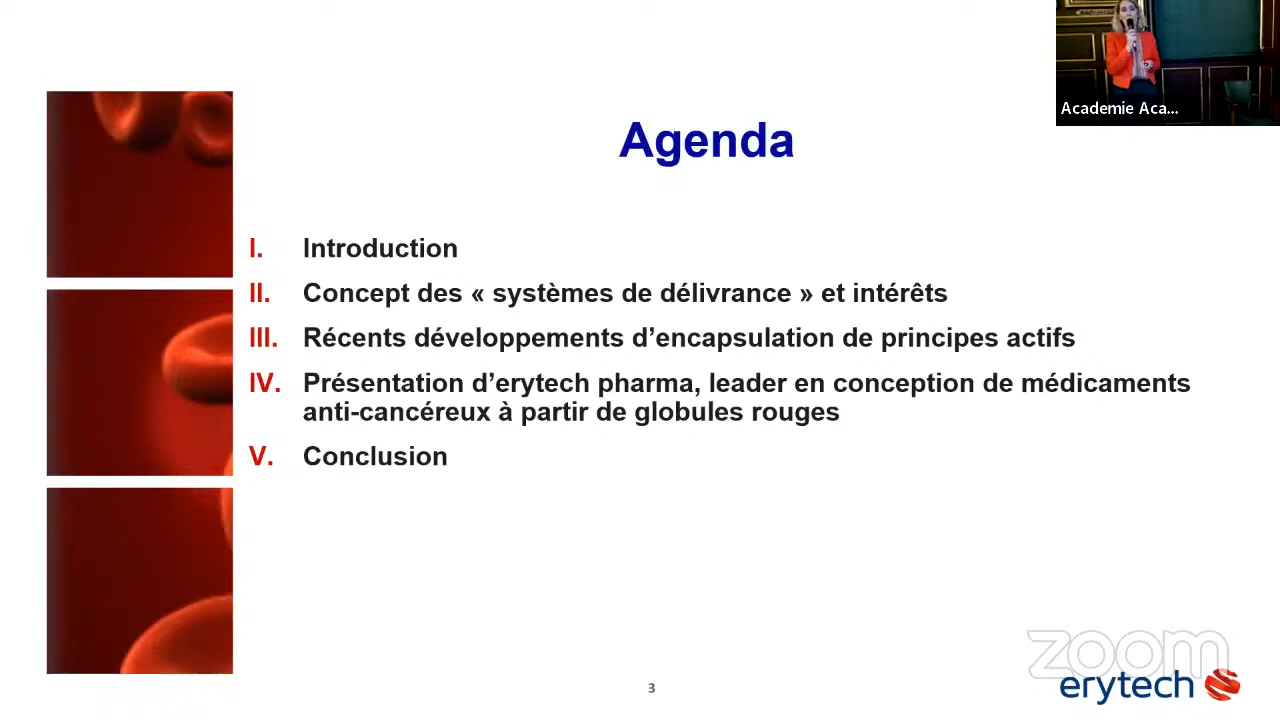 Academie Aca...
Agenda
I. Introduction
II. Concept des « systèmes de délivrance » et intérêts
III. Récents développements d’encapsulation de principes actifs
IV. Présentation d’erytech pharma, leader en conception de médicaments
anti-cancéreux à partir de globules rouges
V. Conclusion
zoom
3
erytech